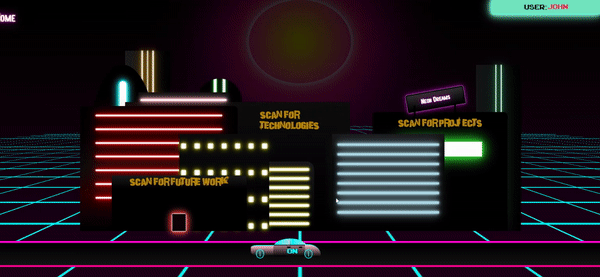 OME
USER:JOHN
NEON DREAMS
SCAN FOR
TECHNOLOGIES
SCAN FOR PROJECTS
SCAN FOR FUTURE WORK
ON